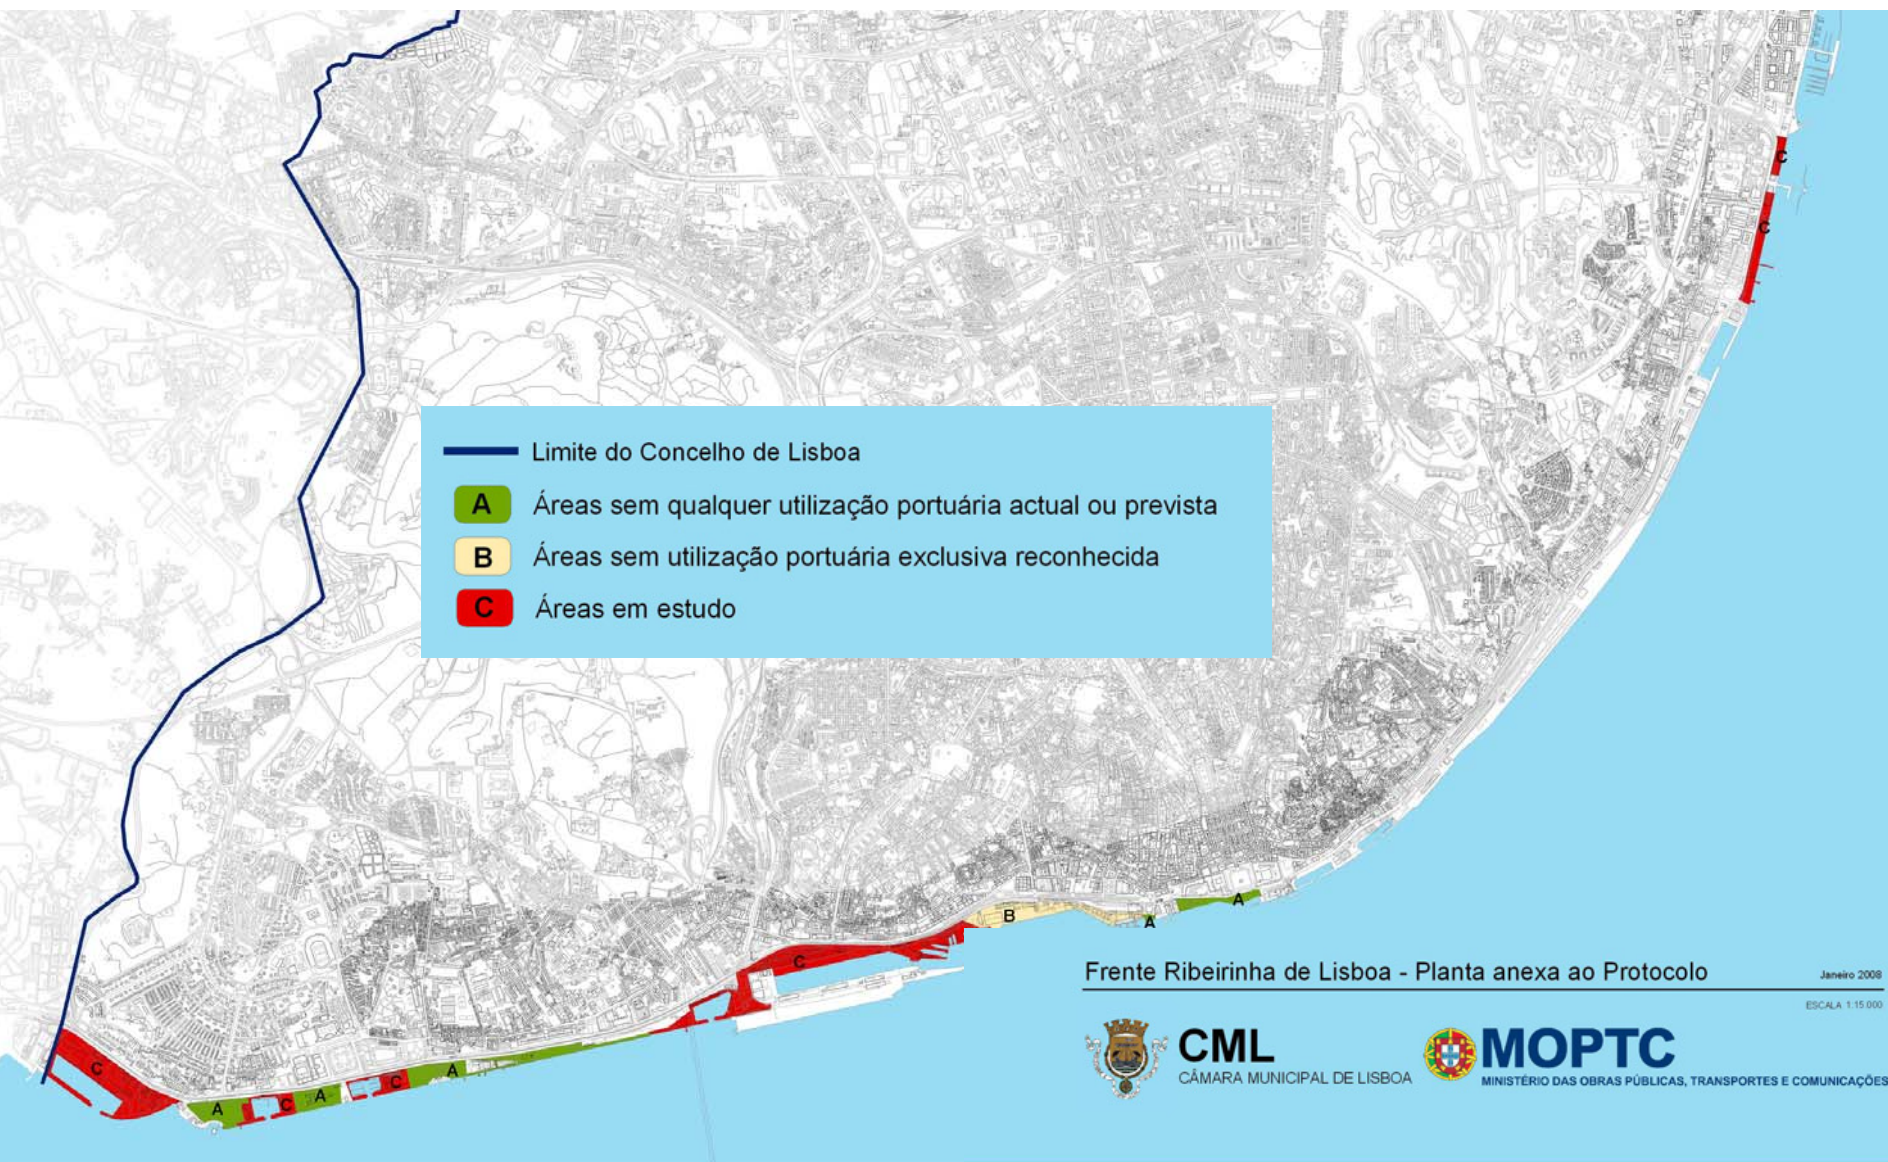 C
C
Limite do Concelho de Lisboa
A Áreas sem qualquer utilização portuária actual ou prevista
B Áreas sem utilização portuária exclusiva reconhecida
C Áreas em estudo
A
B
A
C
Frente Ribeirinha de Lisboa - Planta anexa ao Protocolo
Janeiro 2008
ESCALA 1:15.000
CML
CÂMARA MUNICIPAL DE LISBOA
MOPTC
MINISTÉRIO DAS OBRAS PÚBLICAS, TRANSPORTES E COMUNICAÇÕES
C
A
C
A
C
A